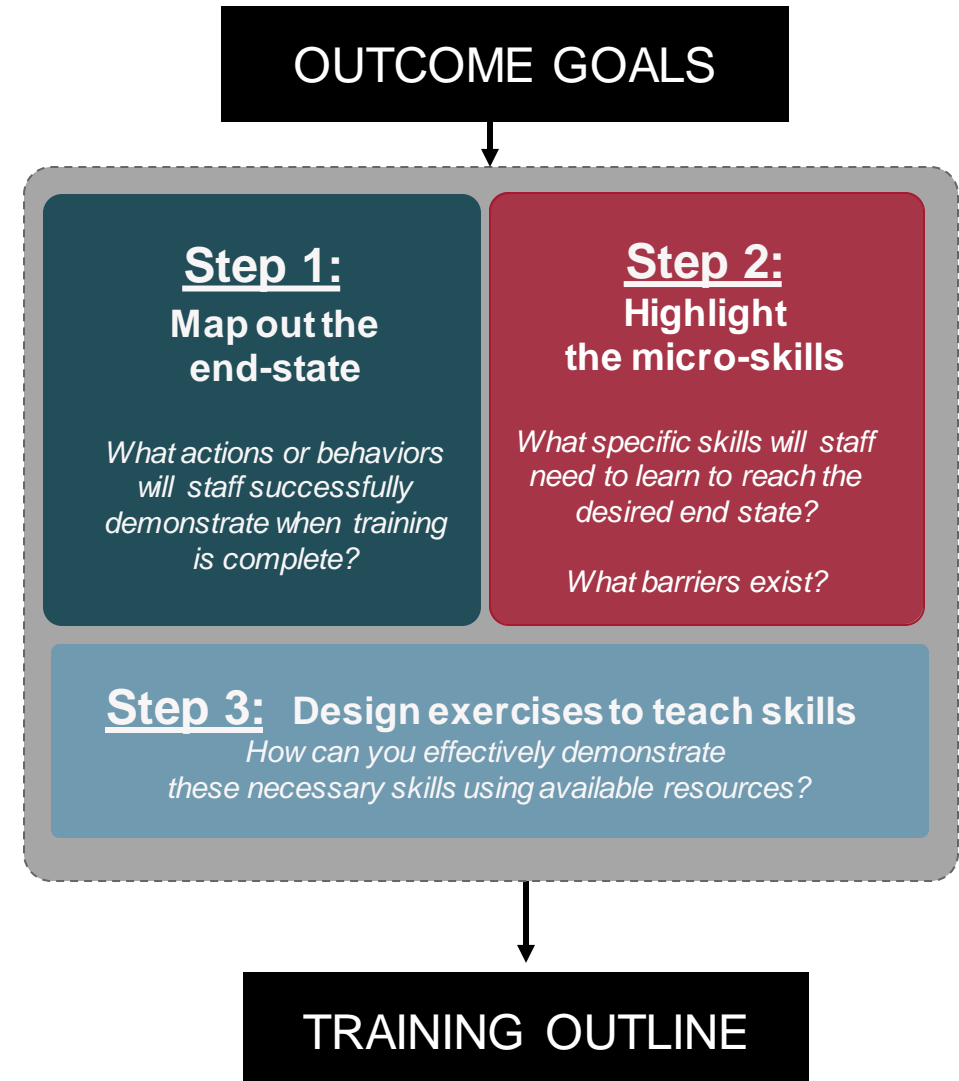 OUTCOME GOALS
Step 1:
Map out the
end-state
What actions or behaviors
will staff successfully
demonstrate when training
is complete?
Step 2:
Highlight
the micro-skills
What specific skills will staff
need to learn to reach the
desired end state?
What barriers exist?
Step 3: Design exercises to teach skills
How can you effectively demonstrate
these necessary skills using available resources?
TRAINING OUTLINE